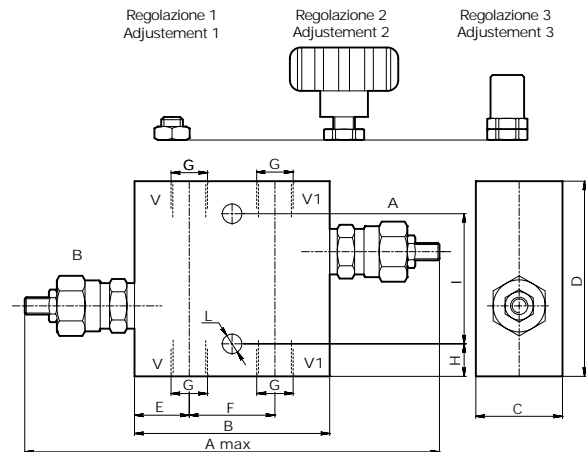 Regolazione 1
Adjustement 1
Regolazione 2
Adjustement 2
Regolazione 3
Adjustement 3
G
G
V
V1
A
B
I
D
L
H
V
V1
G
G
E
F
B
C
A max